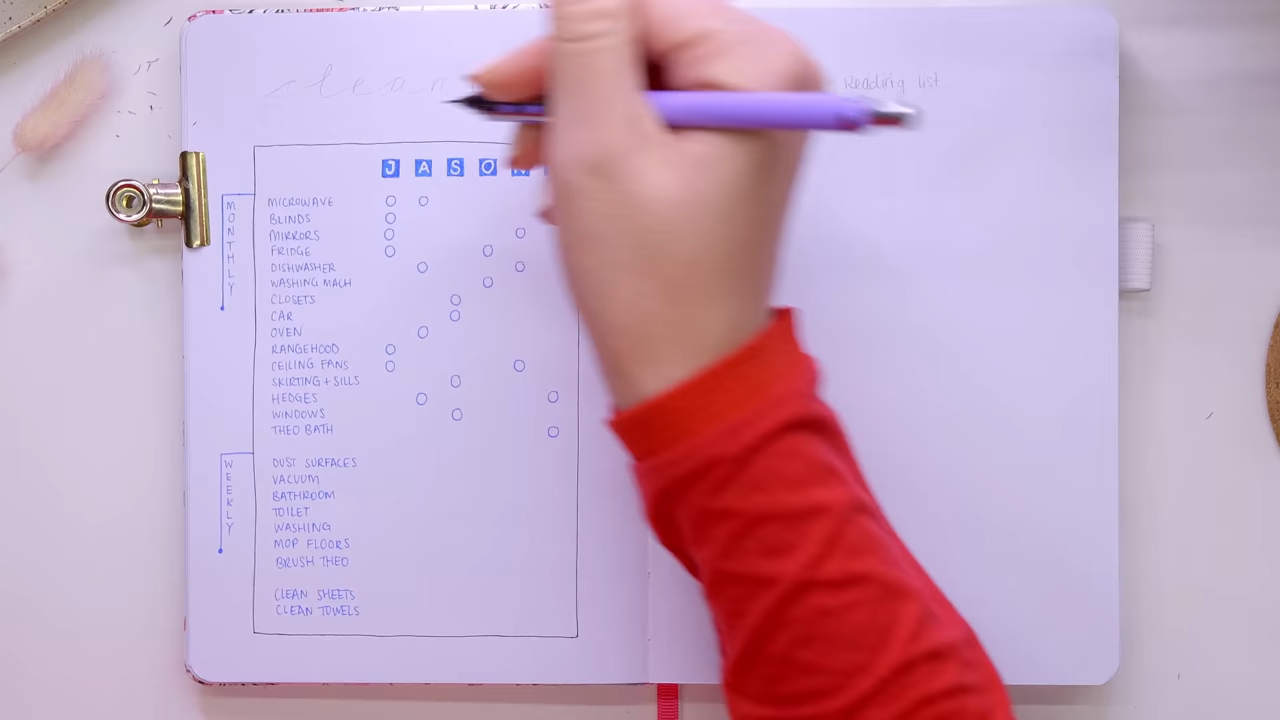 clean
Reading list
J A S O N
MONTHLY
MICROWAVE
BLINDS
MIRRORS
FRIDGE
DISHWASHER
WASHING MACH
CLOSETS
CAR
OVEN
RANGEHOOD
CEILING FANS
SKIRTING + SILLS
HEDGES
WINDOWS
THEO BATH
WEEKLY
DUST SURFACES
VACUUM
BATHROOM
TOILET
WASHING
MOP FLOORS
BRUSH THEO
CLEAN SHEETS
CLEAN TOWELS